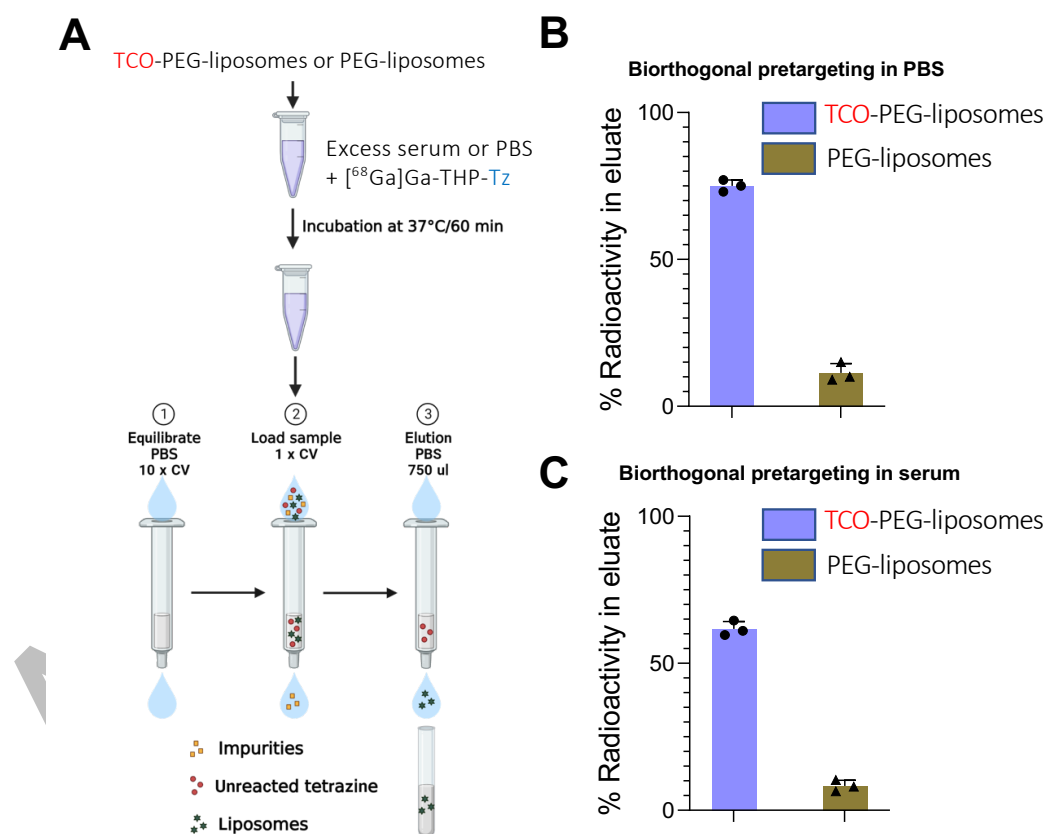 A
TCO-PEG-liposomes or PEG-liposomes
Excess serum or PBS
+ [⁶⁸Ga]Ga-THP-Tz
Incubation at 37°C/60 min
1
Equilibrate
PBS
10 x CV
2
Load sample
1 x CV
3
Elution
PBS
750 ul
Impurities
Unreacted tetrazine
Liposomes
B
Biorthogonal pretargeting in PBS
% Radioactivity in eluate
100
50
0
TCO-PEG-liposomes
PEG-liposomes
C
Biorthogonal pretargeting in serum
% Radioactivity in eluate
100
50
0
TCO-PEG-liposomes
PEG-liposomes